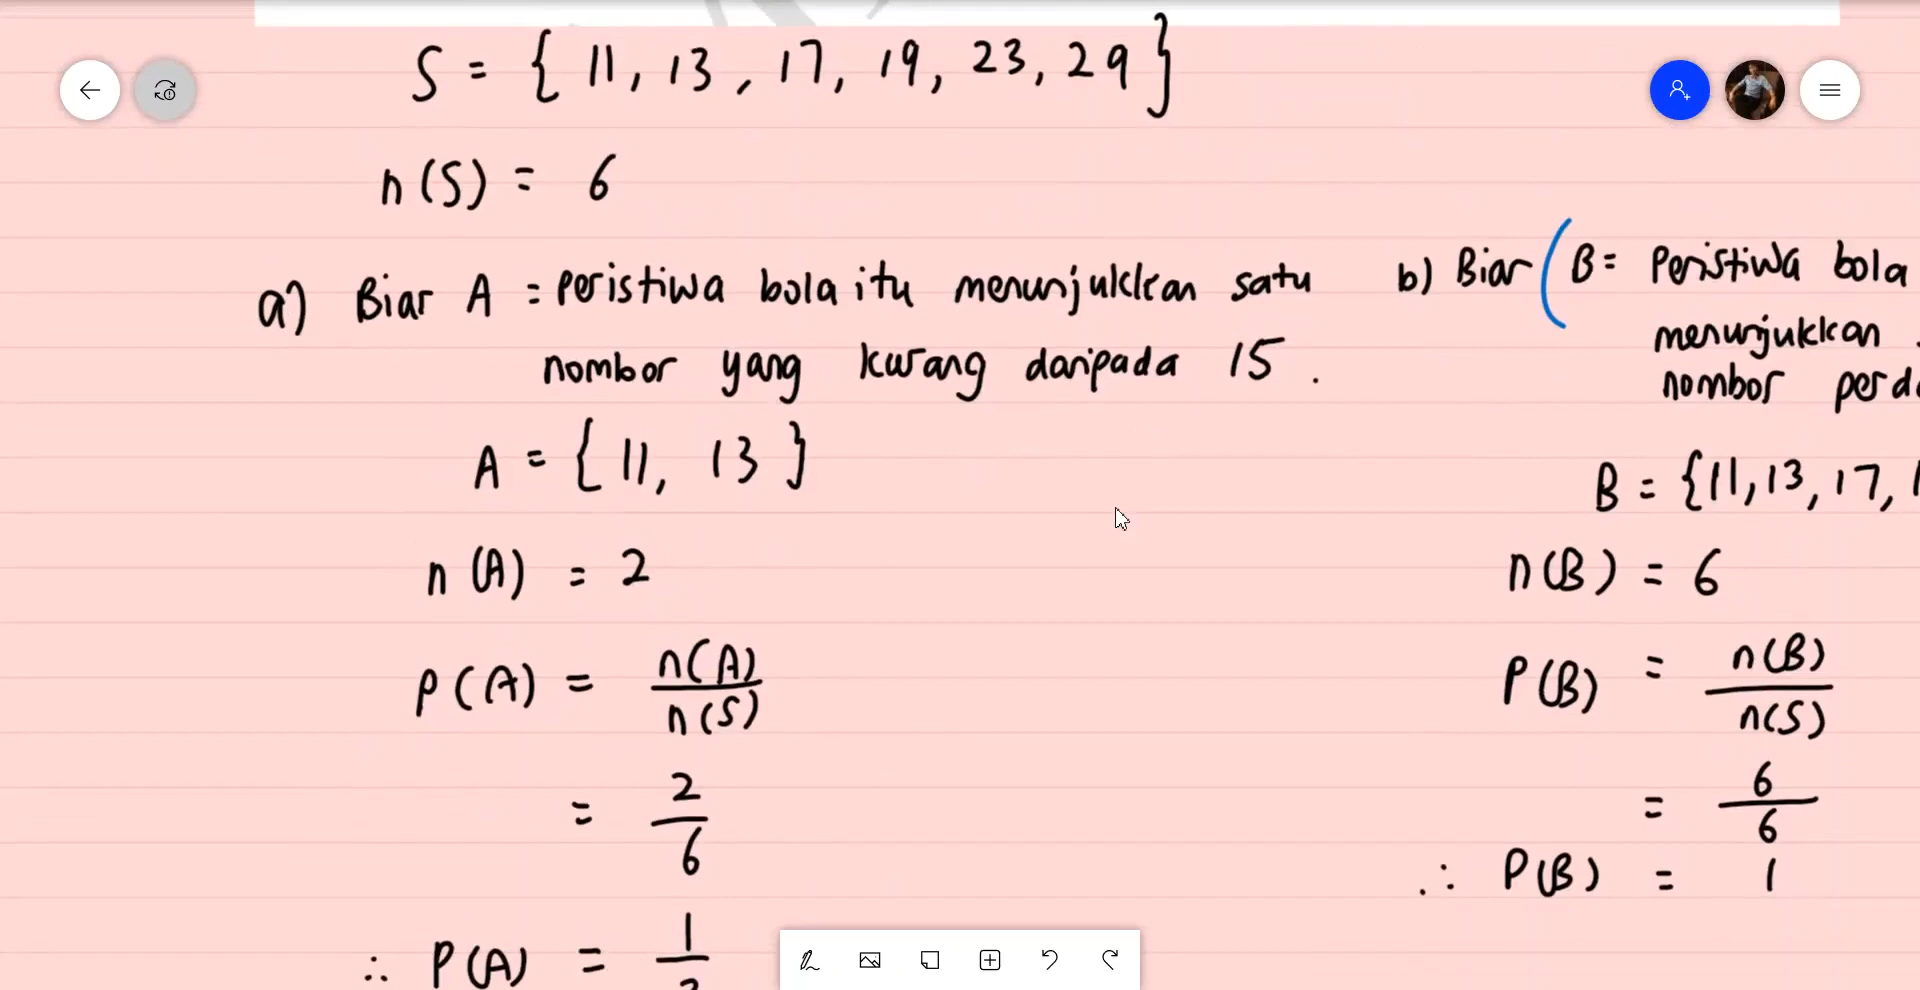 S = { 11, 13, 17, 19, 23, 29 }
n(S) = 6
a) Biar A = peristiwa bola itu menunjukkan satu
nombor yang kurang daripada 15.
A = { 11, 13 }
n(A) = 2
P(A) = n(A)/n(S)
= 2/6
∴ P(A) = 1/
b) Biar ( B = Peristiwa bola
menunjukkan
nombor
B = {11, 13, 17,
n(B) = 6
P(B) = n(B)/n(S)
= 6/6
∴ P(B) = 1